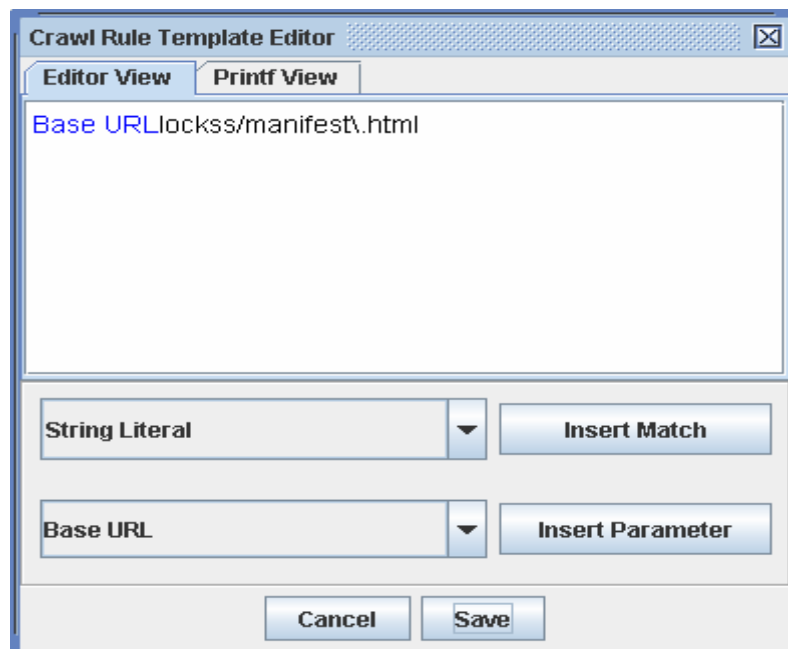 Crawl Rule Template Editor
Editor View Printf View
Base URLlockss/manifest\.html
String Literal Insert Match
Base URL Insert Parameter
Cancel Save